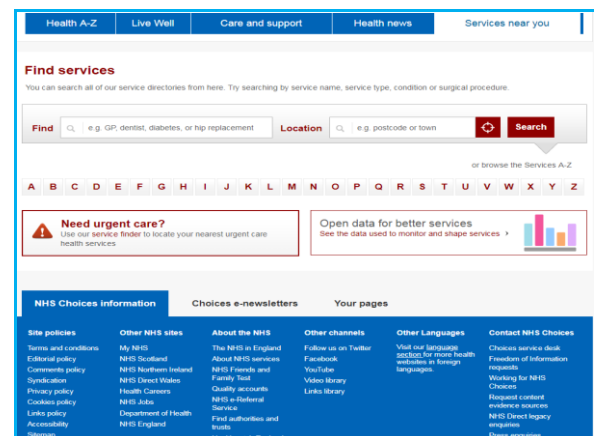 Health A-Z Live Well Care and support Health news Services near you
Find services
You can search all of our service directories from here. Try searching by service name, service type, condition or surgical procedure.
Find e.g. GP, dentist, diabetes, or hip replacement Location e.g. postcode or town Search
or browse the Services A-Z
A B C D E F G H I J K L M N O P Q R S T U V W X Y Z
Need urgent care?
Use our service finder to locate your nearest urgent care
health services
Open data for better services
See the data used to monitor and shape services >
NHS Choices information Choices e-newsletters Your pages
Site policies
Terms and conditions
Editorial policy
Comments policy
Syndication
Privacy policy
Cookies policy
Links policy
Accessibility
Sitemap
Other NHS sites
My NHS
NHS Scotland
NHS Northern Ireland
NHS Direct Wales
Health Careers
NHS Jobs
Department of Health
NHS England
About the NHS
The NHS in England
About NHS services
NHS Friends and
Family Test
Quality accounts
NHS e-Referral
Service
Find authorities and
trusts
Other channels
Follow us on Twitter
Facebook
YouTube
Video library
Links library
Other Languages
Visit our language
section for more health
websites in foreign
languages.
Contact NHS Choices
Choices service desk
Freedom of Information
requests
Working for NHS
Choices
Request content
evidence sources
NHS Direct legacy
enquiries
Press enquiries